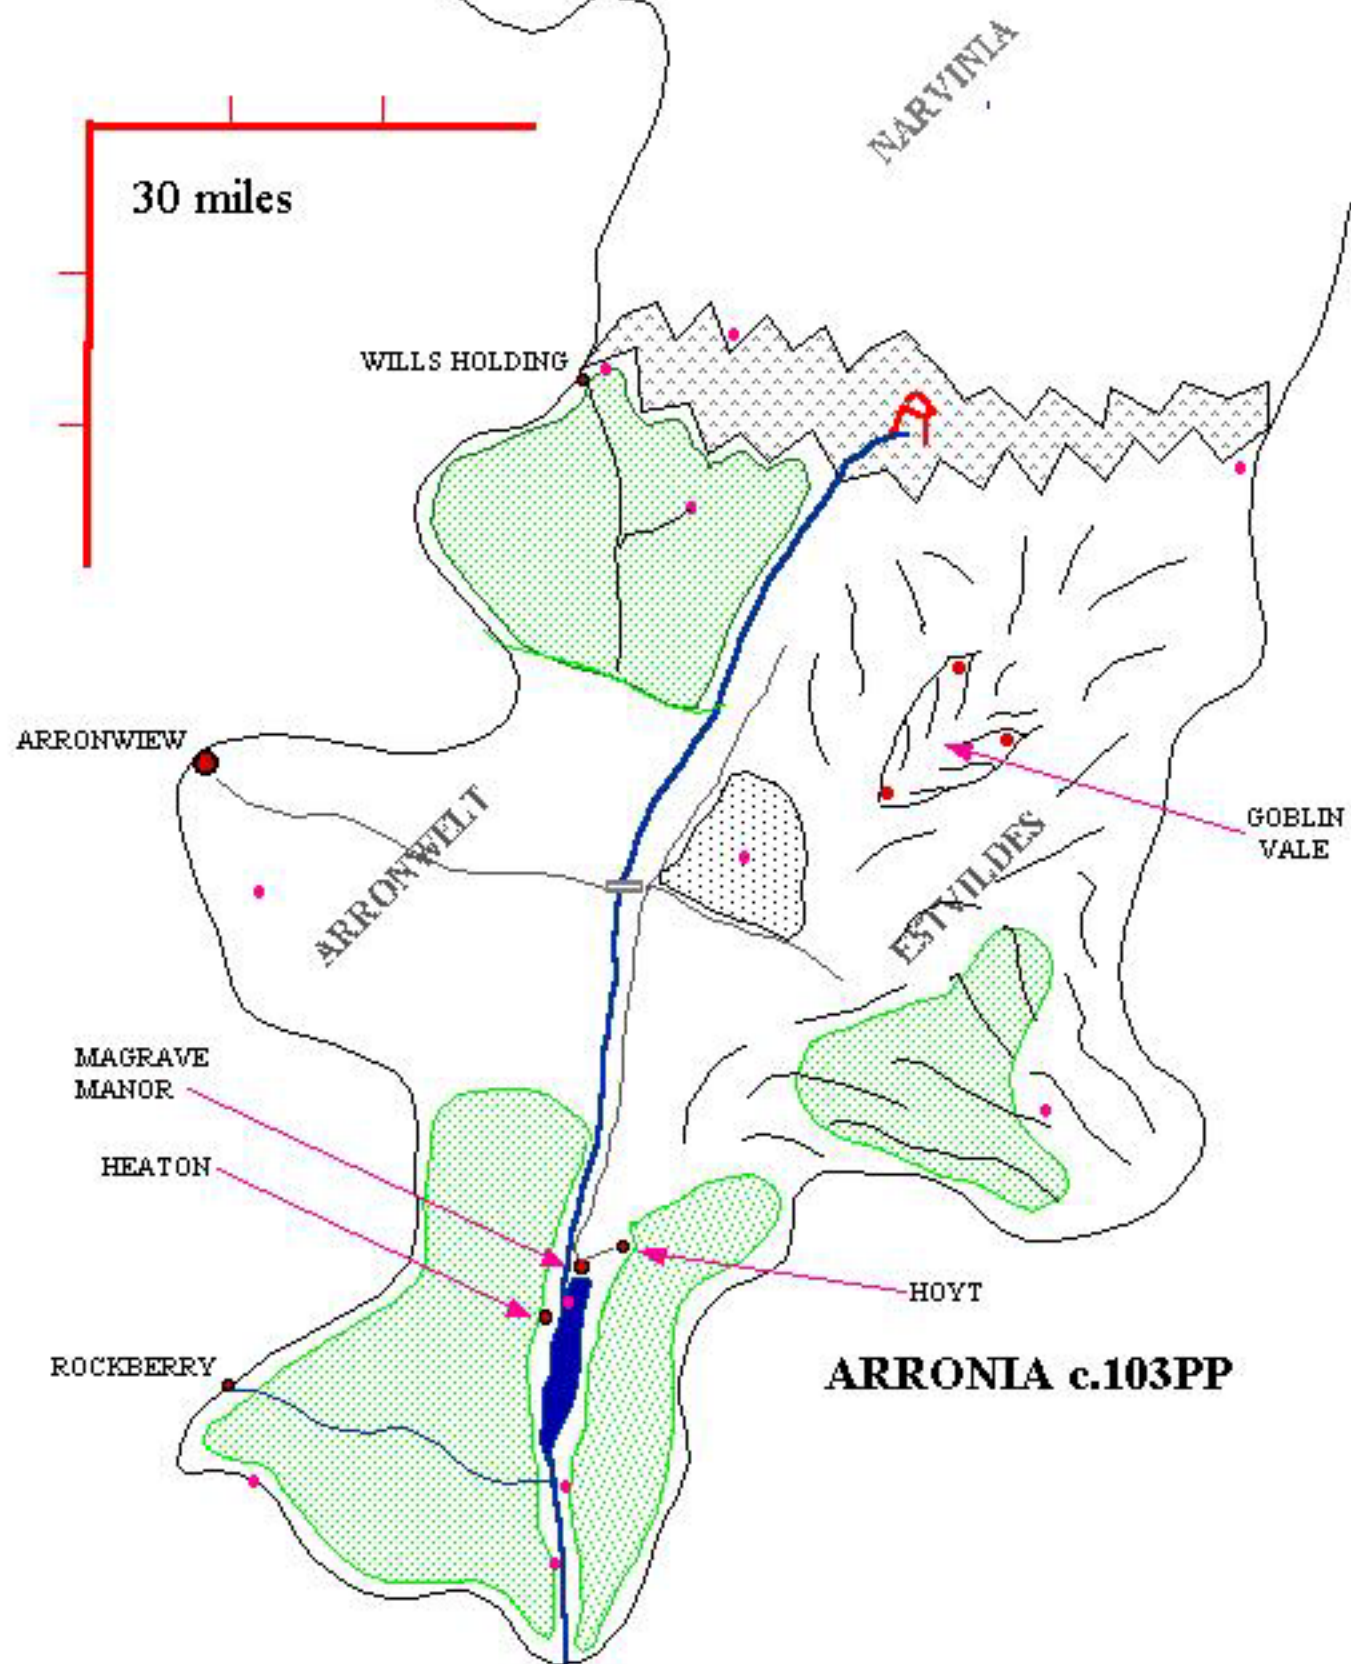 NARVINIA
30 miles
WILLS HOLDING
ARRONWIEW
ARRONWELT
GOBLIN
VALE
ESTVILDES
MAGRAVE
MANOR
HEATON
HOYT
ROCKBERRY
ARRONIA c.103PP